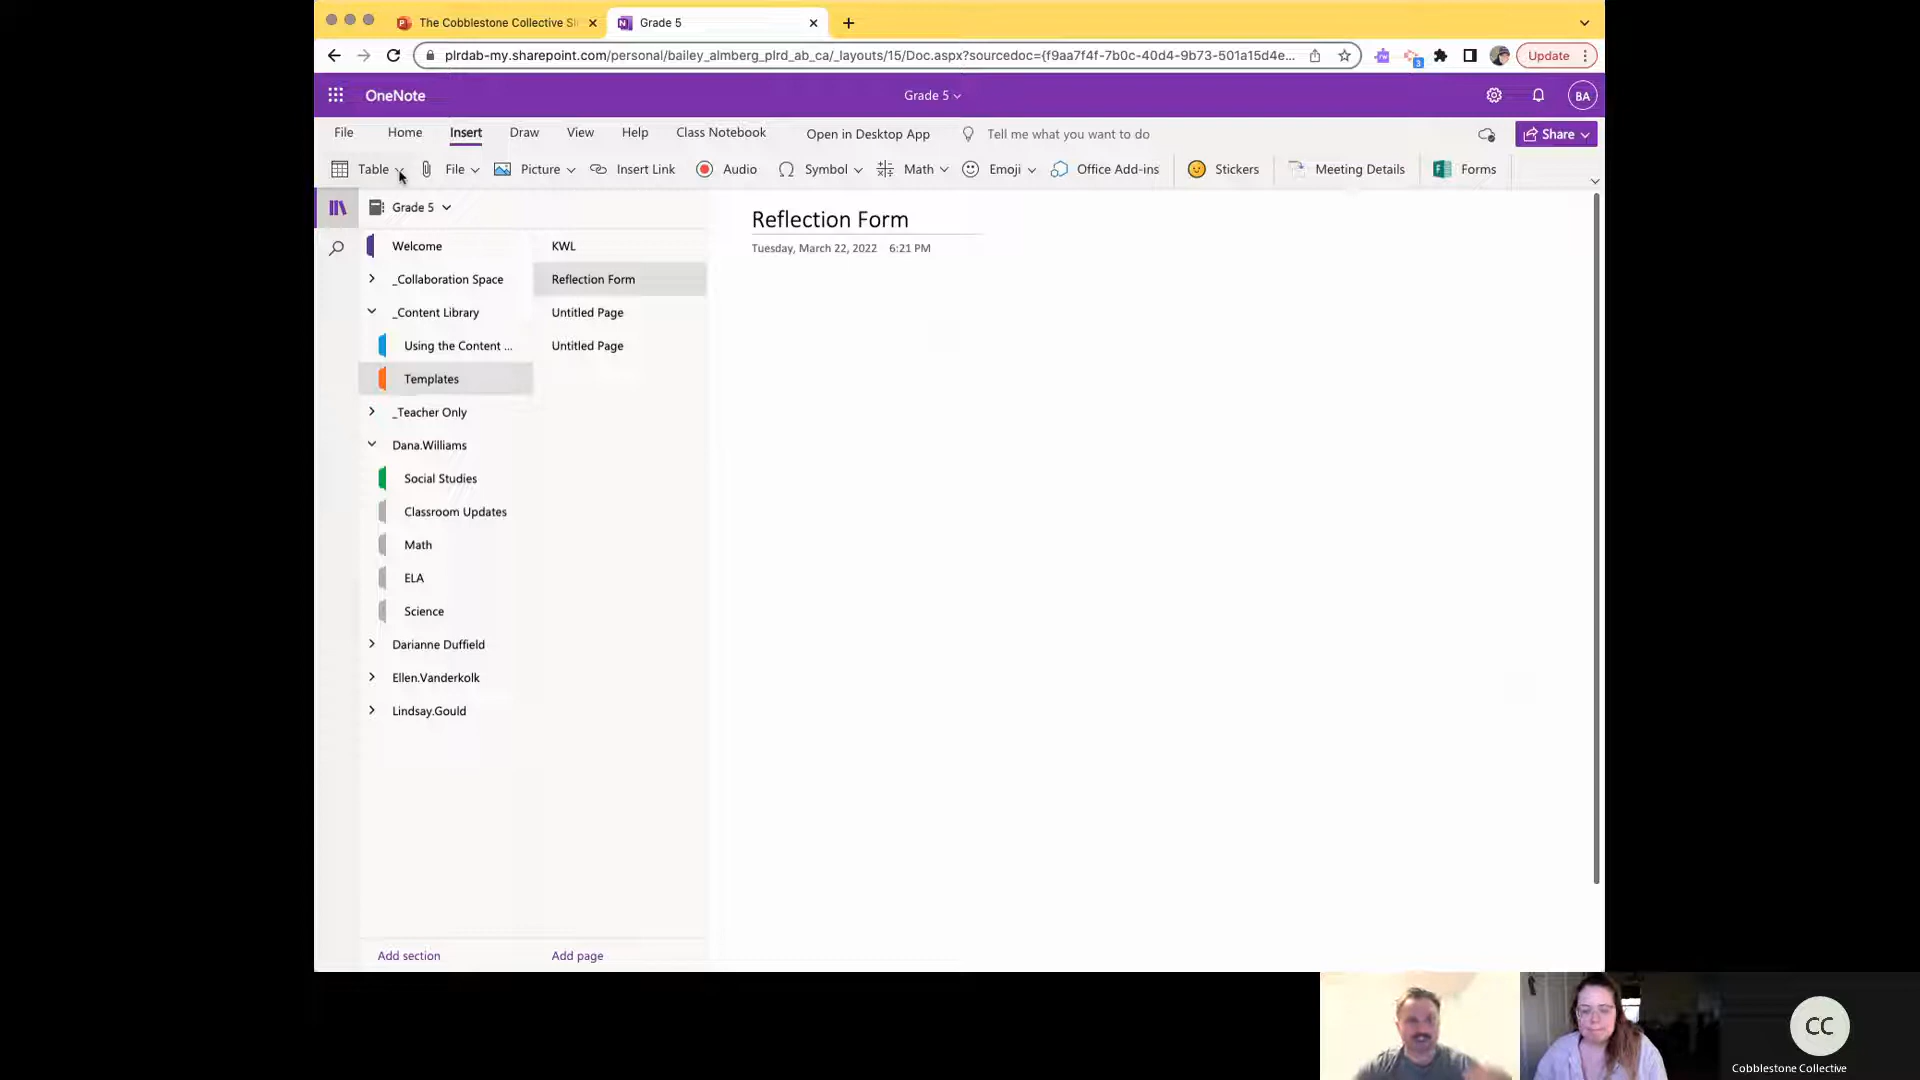 The Cobblestone Collective Sl
Grade 5
plrdab-my.sharepoint.com/personal/bailey_almberg_plrd_ab_ca/_layouts/15/Doc.aspx?sourcedoc={f9aa7f4f-7b0c-40d4-9b73-501a15d4e...
3
Update
OneNote
Grade 5
BA
File Home Insert Draw View Help Class Notebook Open in Desktop App Tell me what you want to do Share
Table File Picture Insert Link Audio Symbol Math Emoji Office Add-ins Stickers Meeting Details Forms
Grade 5
Welcome
_Collaboration Space
_Content Library
Using the Content ...
Templates
_Teacher Only
Dana.Williams
Social Studies
Classroom Updates
Math
ELA
Science
Darianne Duffield
Ellen.Vanderkolk
Lindsay.Gould
Add section
KWL
Reflection Form
Untitled Page
Untitled Page
Add page
Reflection Form
Tuesday, March 22, 2022 6:21 PM
CC
Cobblestone Collective